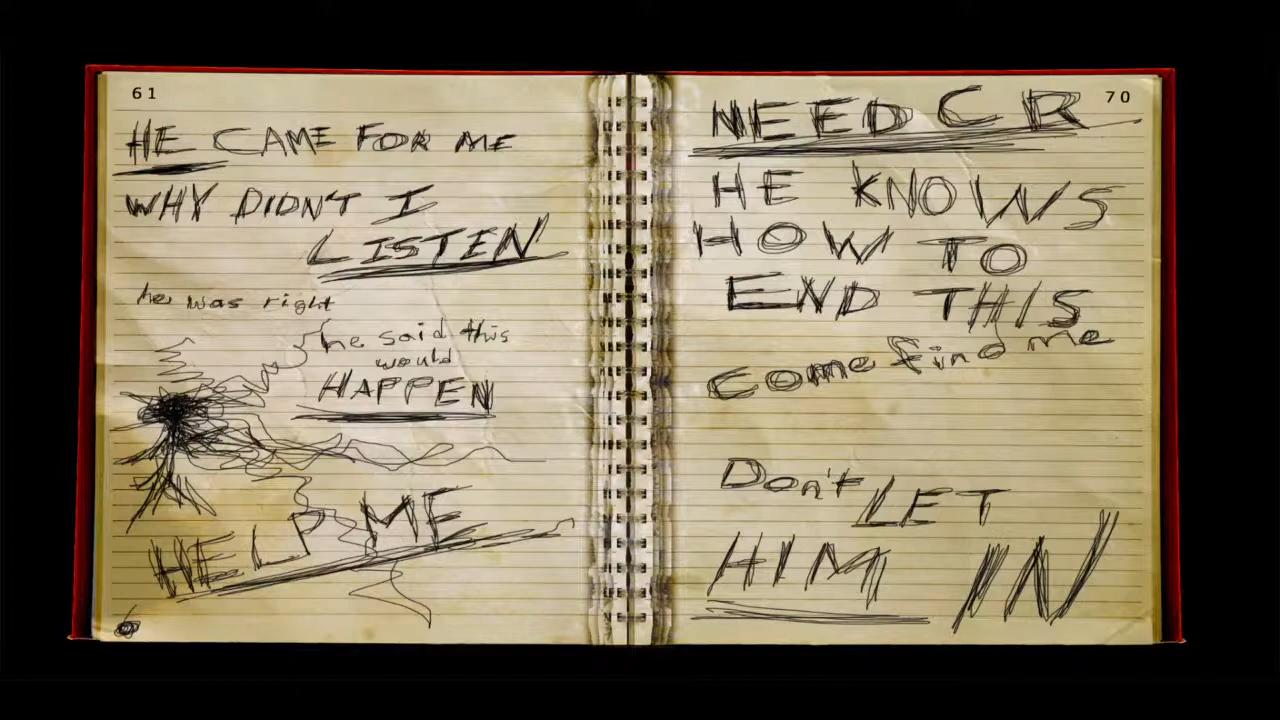 61
HE CAME FOR ME
WHY DIDN'T I
LISTEN
he was right
he said this
would
HAPPEN
HELP ME
70
NEED CR
HE KNOWS
HOW TO
END THIS
come find me
Don't LET
HIM IN